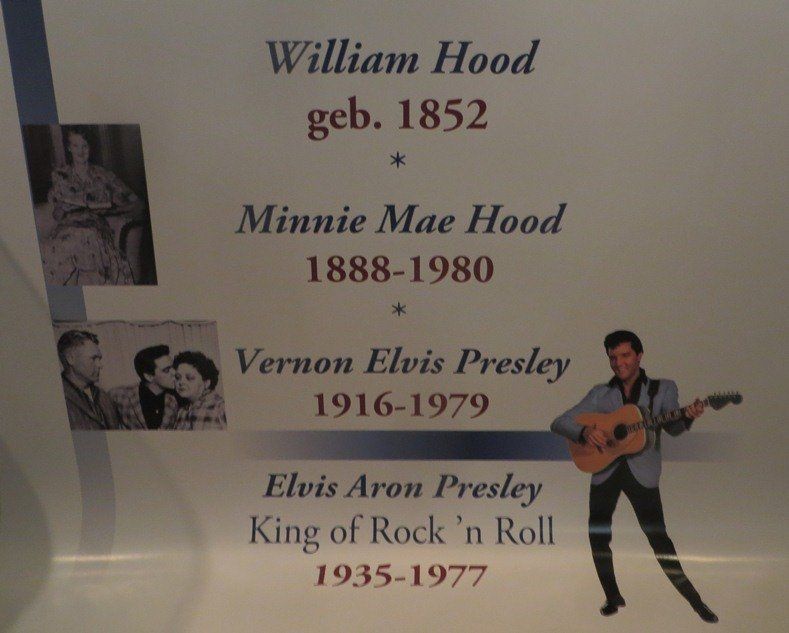 William Hood
geb. 1852
*
Minnie Mae Hood
1888-1980
*
Vernon Elvis Presley
1916-1979
Elvis Aron Presley
King of Rock ’n Roll
1935-1977